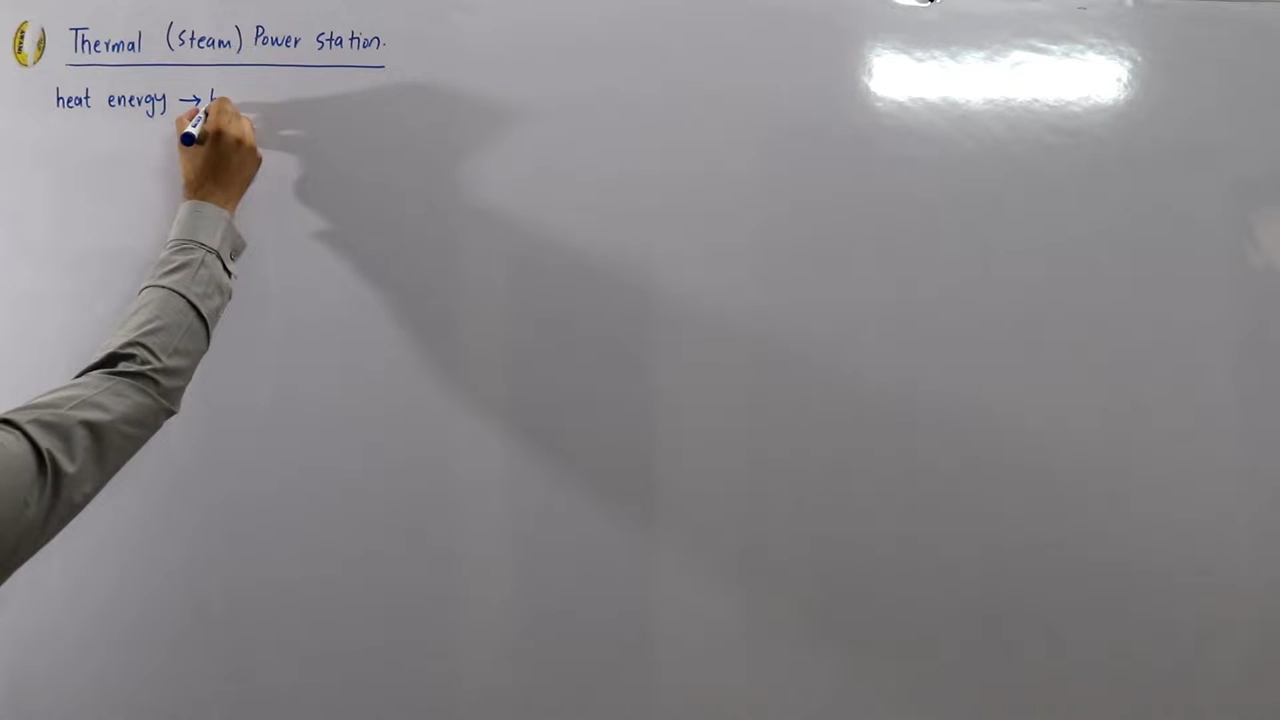 Thermal (Steam) Power Station.
heat energy →